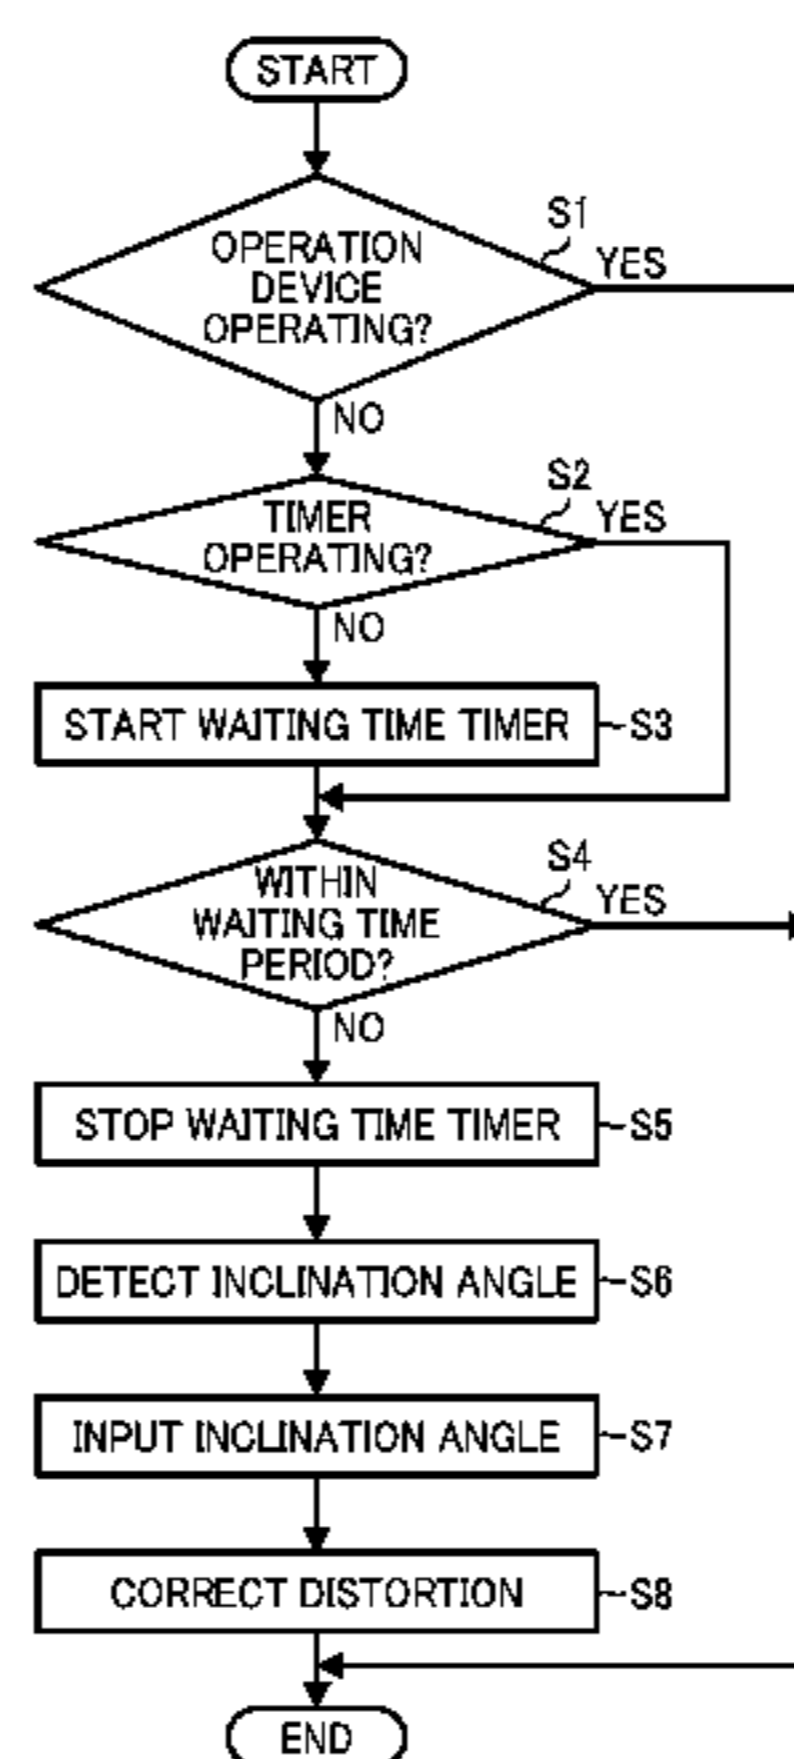 START
S1
OPERATION
DEVICE
OPERATING?
YES
NO
S2
TIMER
OPERATING?
YES
NO
START WAITING TIME TIMER
S3
S4
WITHIN
WAITING TIME
PERIOD?
YES
NO
STOP WAITING TIME TIMER
S5
DETECT INCLINATION ANGLE
S6
INPUT INCLINATION ANGLE
S7
CORRECT DISTORTION
S8
END